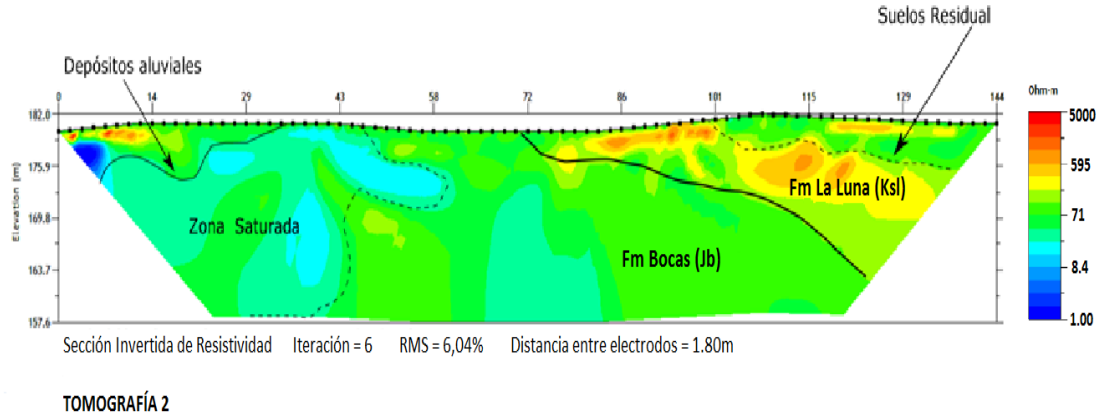 Suelos Residual
Depósitos aluviales
0 14 29 43 58 72 86 101 115 129 144
Ohm-m
182.0
175.9
169.8
163.7
157.6
Elevation (m)
5000
595
71
8.4
1.00
Fm La Luna (Ksl)
Zona Saturada
Fm Bocas (Jb)
Sección Invertida de Resistividad Iteración = 6 RMS = 6,04% Distancia entre electrodos = 1.80m
TOMOGRAFÍA 2